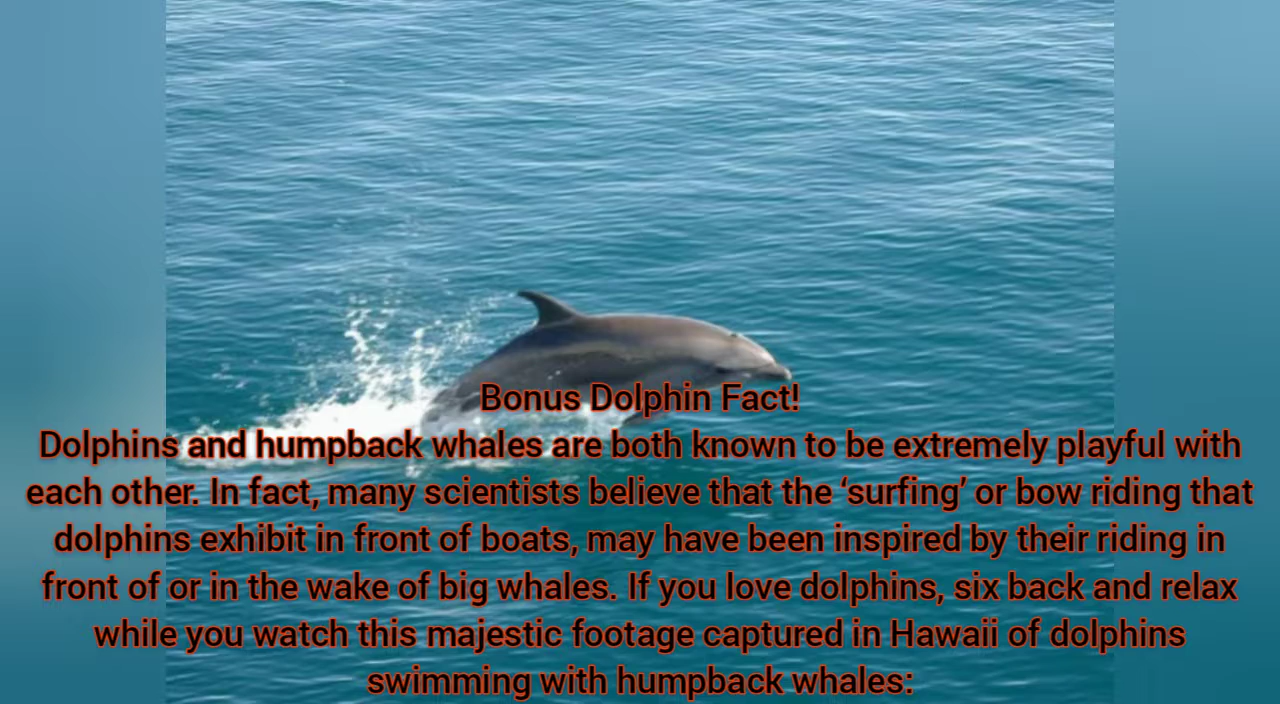 Bonus Dolphin Fact!
Dolphins and humpback whales are both known to be extremely playful with
each other. In fact, many scientists believe that the ‘surfing’ or bow riding that
dolphins exhibit in front of boats, may have been inspired by their riding in
front of or in the wake of big whales. If you love dolphins, six back and relax
while you watch this majestic footage captured in Hawaii of dolphins
swimming with humpback whales: